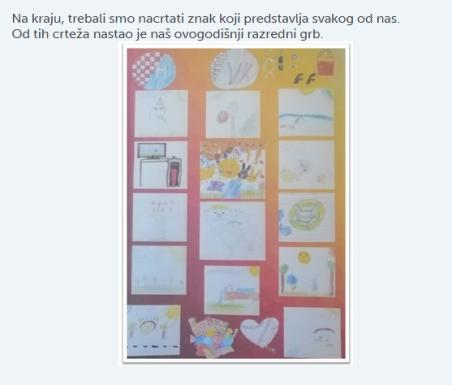 Na kraju, trebali smo nacrtati znak koji predstavlja svakog od nas.
Od tih crteža nastao je naš ovogodišnji razredni grb.